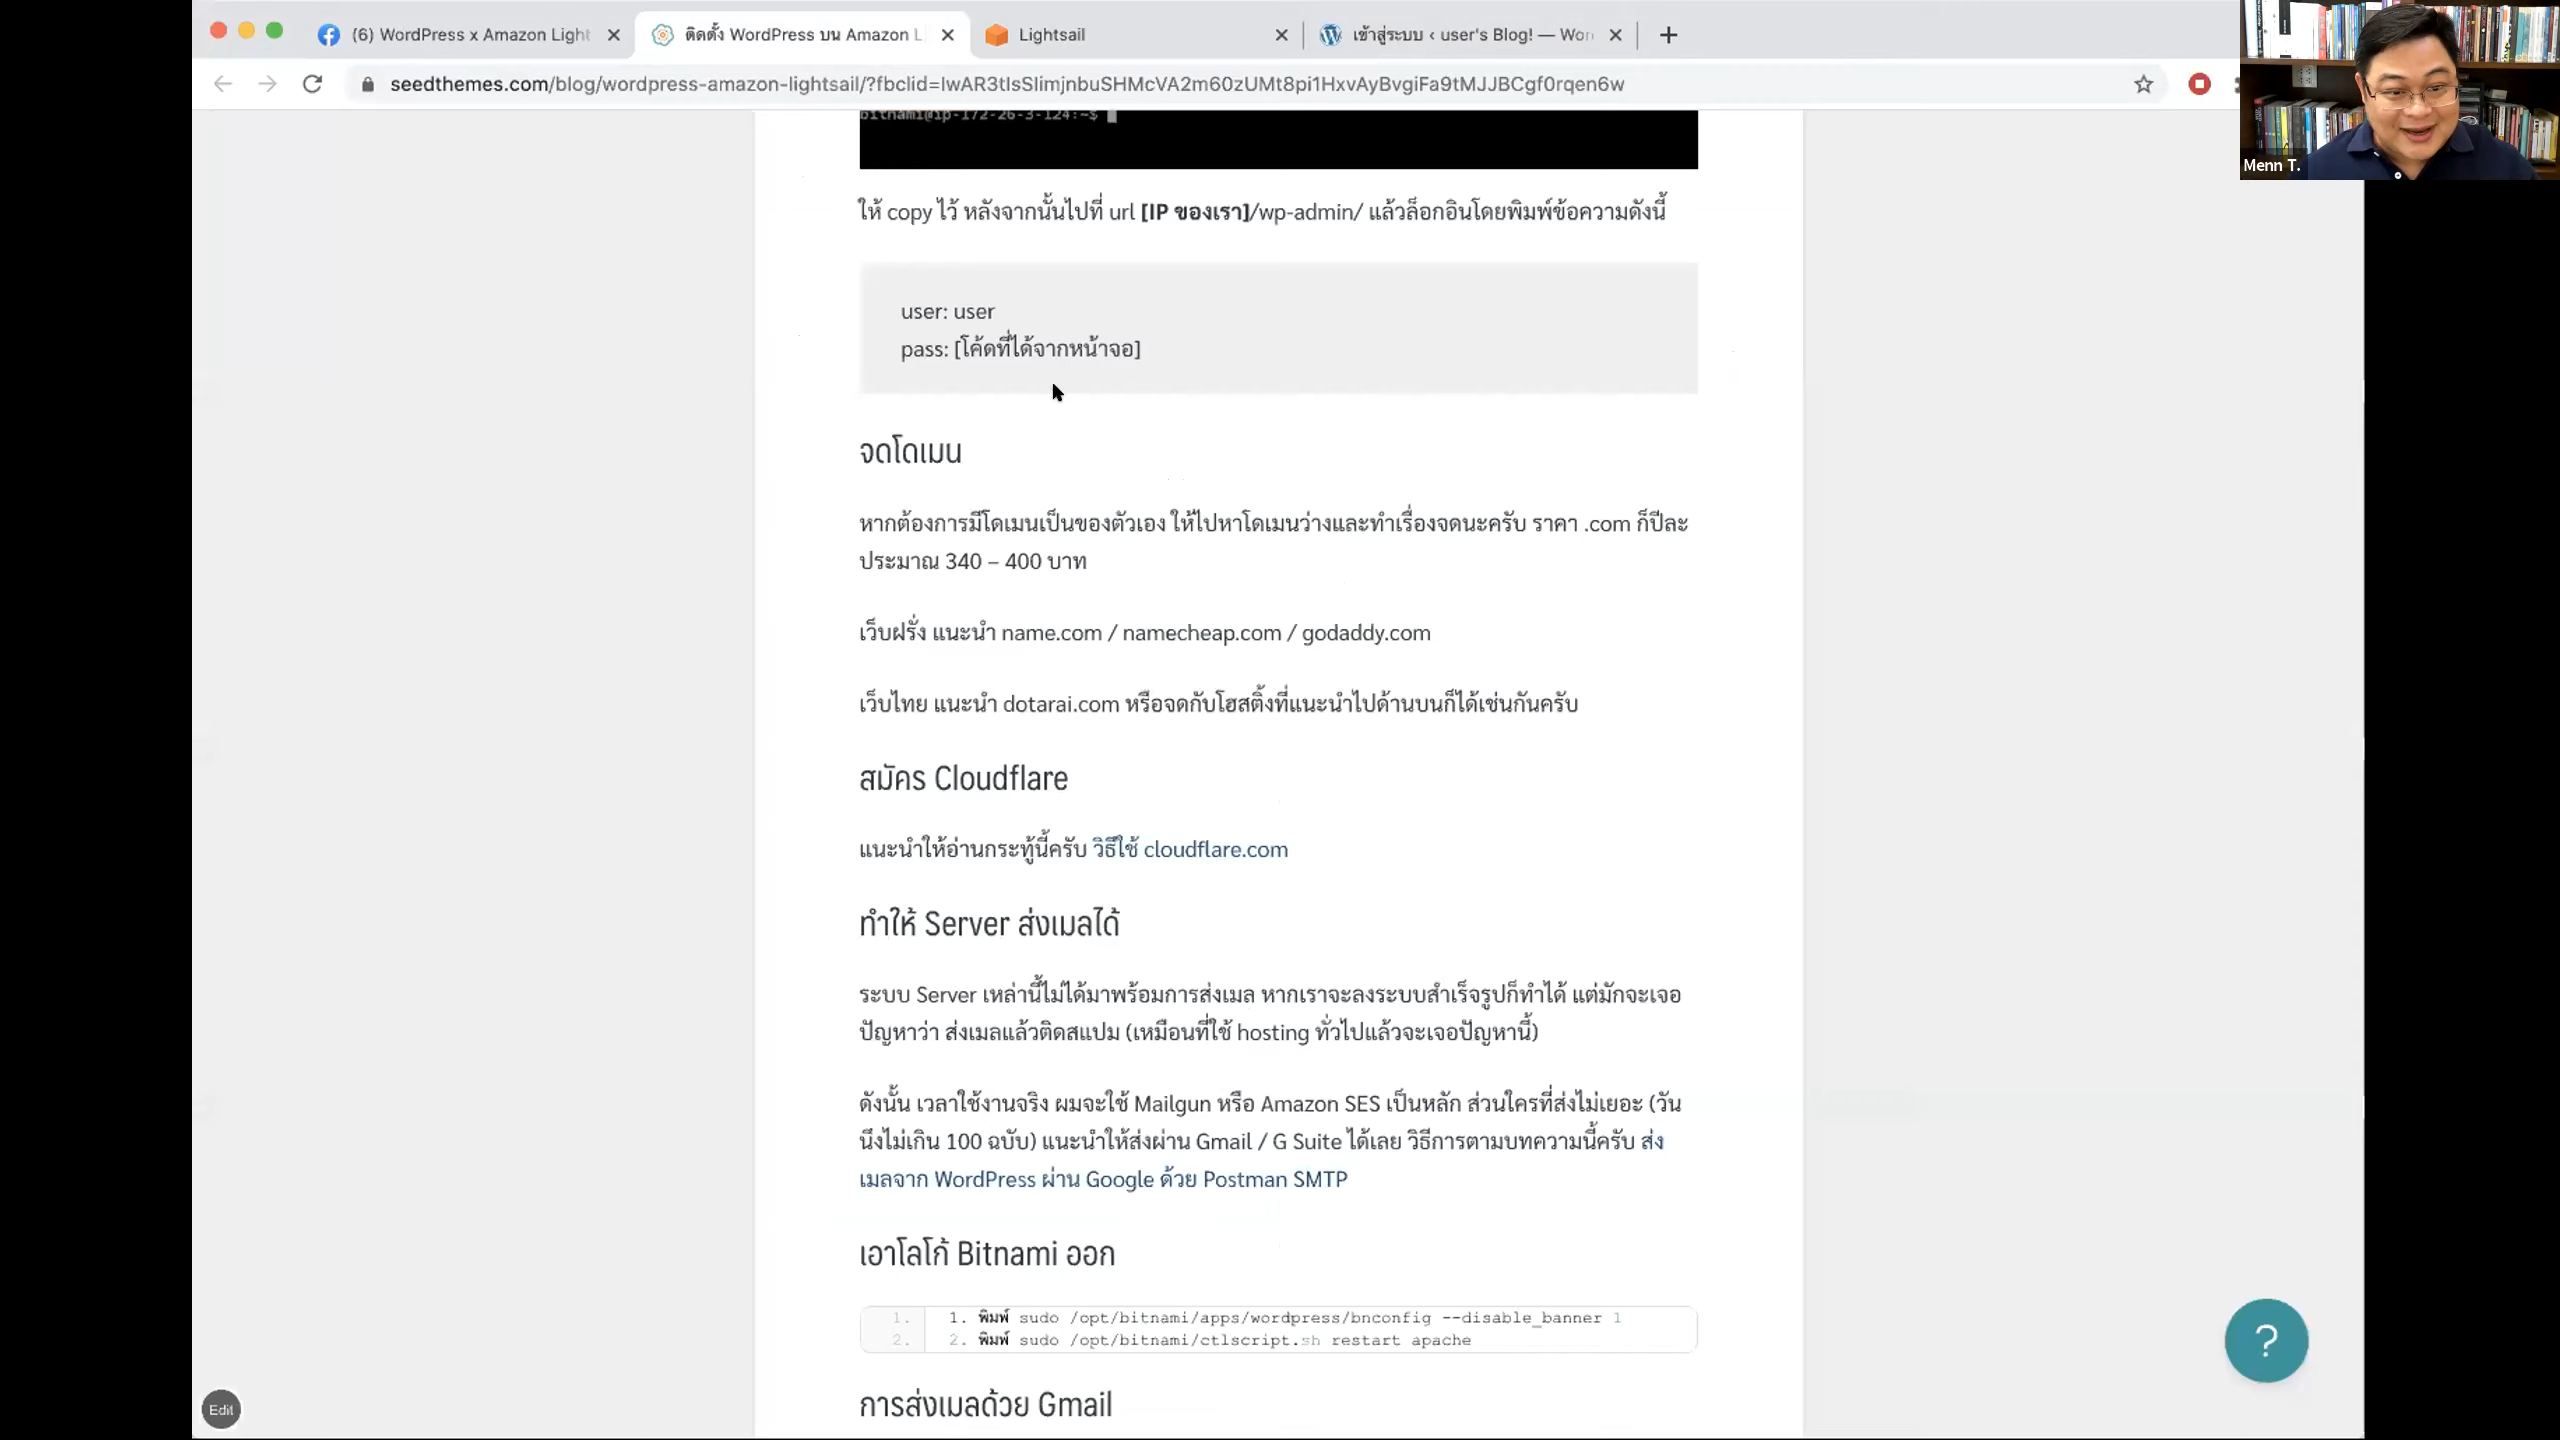 (6) WordPress x Amazon Light
ติดตั้ง WordPress บน Amazon L
Lightsail
เข้าสู่ระบบ ‹ user's Blog! — Wor
seedthemes.com/blog/wordpress-amazon-lightsail/?fbclid=IwAR3tIsSlimjnbuSHMcVA2m60zUMt8pi1HxvAyBvgiFa9tMJJBCgf0rqen6w
Menn T.
bitnami@ip-172-26-3-124:~$
ให้ copy ไว้ หลังจากนั้นไปที่ url [IP ของเรา]/wp-admin/ แล้วล็อกอินโดยพิมพ์ข้อความดังนี้
user: user
pass: [โค้ดที่ได้จากหน้าจอ]
จดโดเมน
หากต้องการมีโดเมนเป็นของตัวเอง ให้ไปหาโดเมนว่างและทำเรื่องจดนะครับ ราคา .com ก็ปีละ
ประมาณ 340 – 400 บาท
เว็บฝรั่ง แนะนำ name.com / namecheap.com / godaddy.com
เว็บไทย แนะนำ dotarai.com หรือจดกับโฮสติ้งที่แนะนำไปด้านบนก็ได้เช่นกันครับ
สมัคร Cloudflare
แนะนำให้อ่านกระทู้นี้ครับ วิธีใช้ cloudflare.com
ทำให้ Server ส่งเมลได้
ระบบ Server เหล่านี้ไม่ได้มาพร้อมการส่งเมล หากเราจะลงระบบสำเร็จรูปก็ทำได้ แต่มักจะเจอ
ปัญหาว่า ส่งเมลแล้วติดสแปม (เหมือนที่ใช้ hosting ทั่วไปแล้วจะเจอปัญหานี้)
ดังนั้น เวลาใช้งานจริง ผมจะใช้ Mailgun หรือ Amazon SES เป็นหลัก ส่วนใครที่ส่งไม่เยอะ (วัน
นึงไม่เกิน 100 ฉบับ) แนะนำให้ส่งผ่าน Gmail / G Suite ได้เลย วิธีการตามบทความนี้ครับ ส่ง
เมลจาก WordPress ผ่าน Google ด้วย Postman SMTP
เอาโลโก้ Bitnami ออก
1. 1. พิมพ์ sudo /opt/bitnami/apps/wordpress/bnconfig --disable_banner 1
2. 2. พิมพ์ sudo /opt/bitnami/ctlscript.sh restart apache
การส่งเมลด้วย Gmail
Edit
?